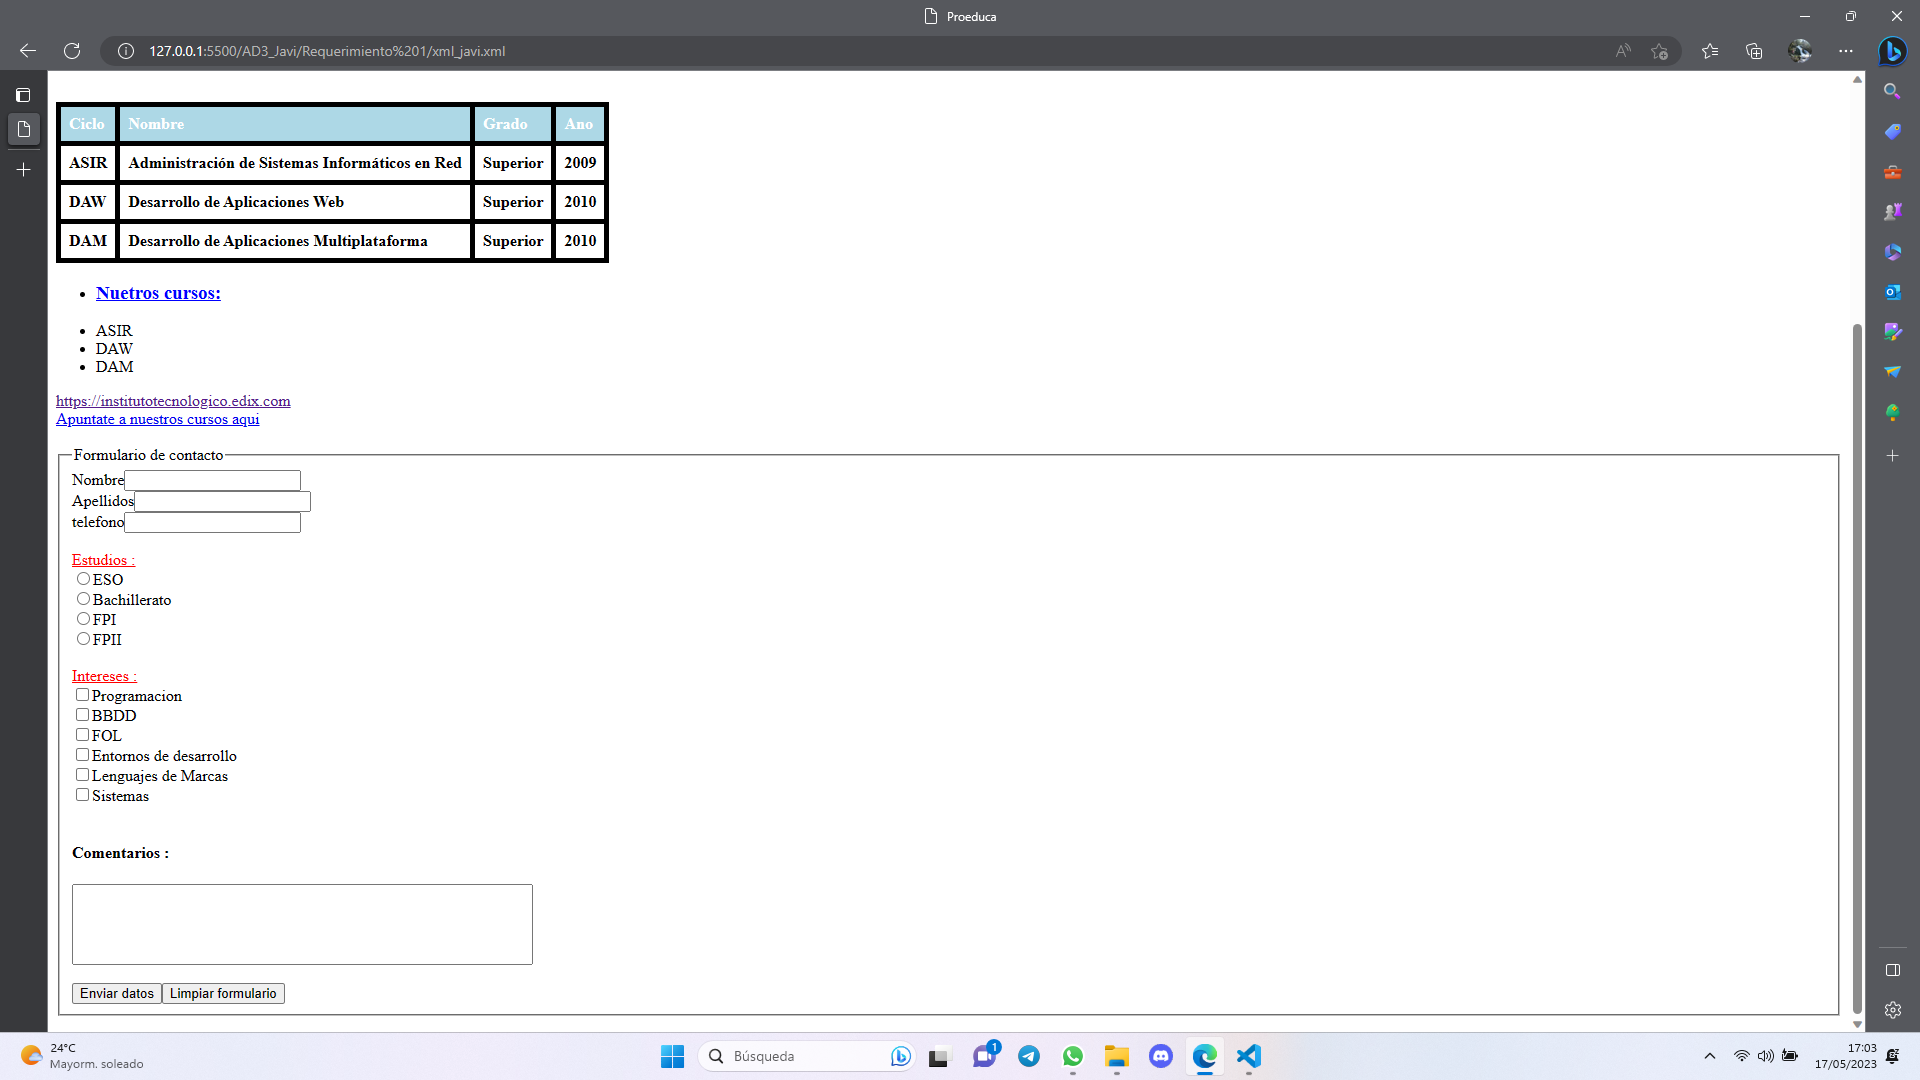 Proeduca
127.0.0.1:5500/AD3_Javi/Requerimiento%201/xml_javi.xml
Ciclo Nombre Grado Ano
ASIR Administración de Sistemas Informáticos en Red Superior 2009
DAW Desarrollo de Aplicaciones Web Superior 2010
DAM Desarrollo de Aplicaciones Multiplataforma Superior 2010
Nuetros cursos:
ASIR
DAW
DAM
https://institutotecnologico.edix.com
Apuntate a nuestros cursos aqui
Formulario de contacto
Nombre
Apellidos
telefono
Estudios :
ESO
Bachillerato
FPI
FPII
Intereses :
Programacion
BBDD
FOL
Entornos de desarrollo
Lenguajes de Marcas
Sistemas
Comentarios :
Enviar datos Limpiar formulario
24°C
Mayorm. soleado
Búsqueda
1
17:03
17/05/2023